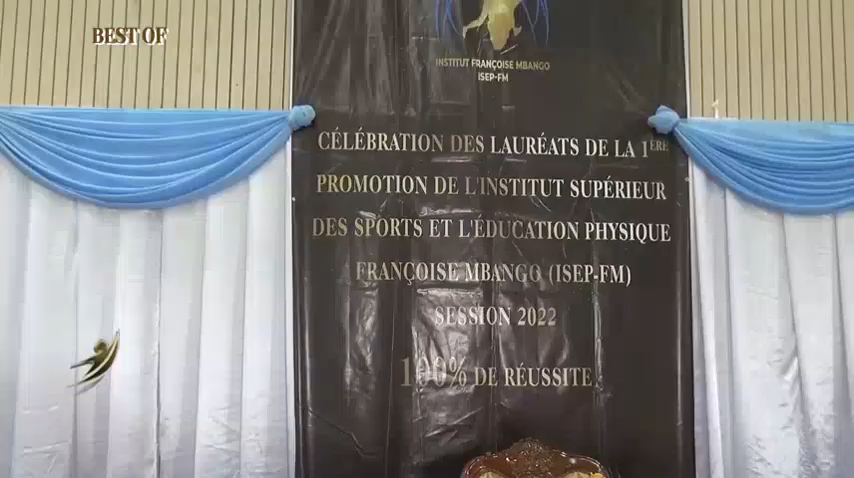 BEST OF
INSTITUT FRANÇOISE MBANGO
ISEP-FM
CÉLÉBRATION DES LAURÉATS DE LA 1ÈRE
PROMOTION DE L'INSTITUT SUPÉRIEUR
DES SPORTS ET L'ÉDUCATION PHYSIQUE
FRANÇOISE MBANGO (ISEP-FM)
SESSION 2022
100% DE RÉUSSITE